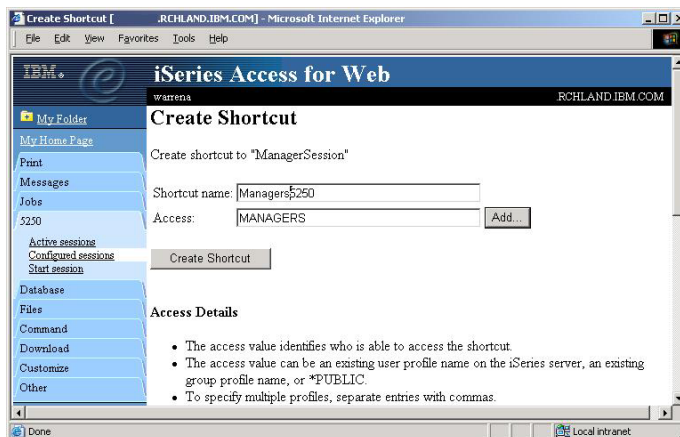 Create Shortcut [ .RCHLAND.IBM.COM] - Microsoft Internet Explorer
File Edit View Favorites Tools Help
IBM.
e
iSeries Access for Web
warrena
.RCHLAND.IBM.COM
My Folder
My Home Page
Print
Messages
Jobs
5250
Active sessions
Configured sessions
Start session
Database
Files
Command
Download
Customize
Other
Create Shortcut
Create shortcut to "ManagerSession"
Shortcut name: Managers5250
Access: MANAGERS Add...
Create Shortcut
Access Details
• The access value identifies who is able to access the shortcut.
• The access value can be an existing user profile name on the iSeries server, an existing
group profile name, or *PUBLIC.
• To specify multiple profiles, separate entries with commas.
Done
Local intranet